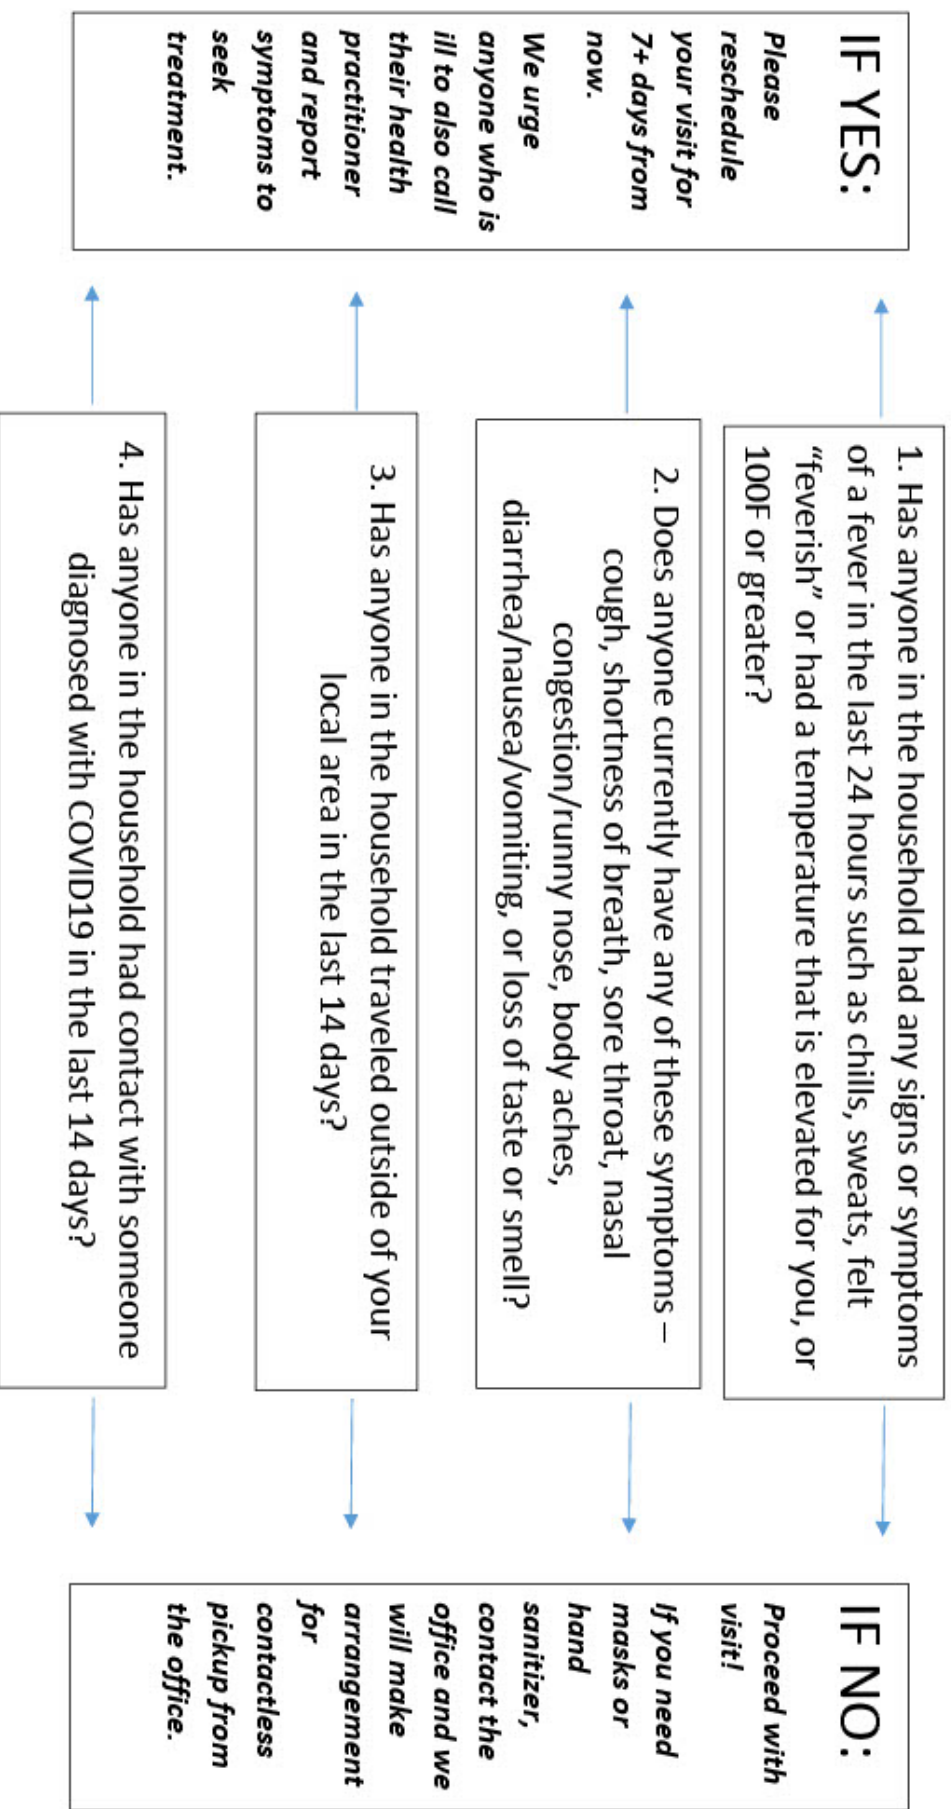 IF YES:
Please
reschedule
your visit for
7+ days from
now.
We urge
anyone who is
ill to also call
their health
practitioner
and report
symptoms to
seek
treatment.
1. Has anyone in the household had any signs or symptoms
of a fever in the last 24 hours such as chills, sweats, felt
“feverish” or had a temperature that is elevated for you, or
100F or greater?
2. Does anyone currently have any of these symptoms –
cough, shortness of breath, sore throat, nasal
congestion/runny nose, body aches,
diarrhea/nausea/vomiting, or loss of taste or smell?
3. Has anyone in the household traveled outside of your
local area in the last 14 days?
4. Has anyone in the household had contact with someone
diagnosed with COVID19 in the last 14 days?
IF NO:
Proceed with
visit!
If you need
masks or
hand
sanitizer,
contact the
office and we
will make
arrangement
for
contactless
pickup from
the office.